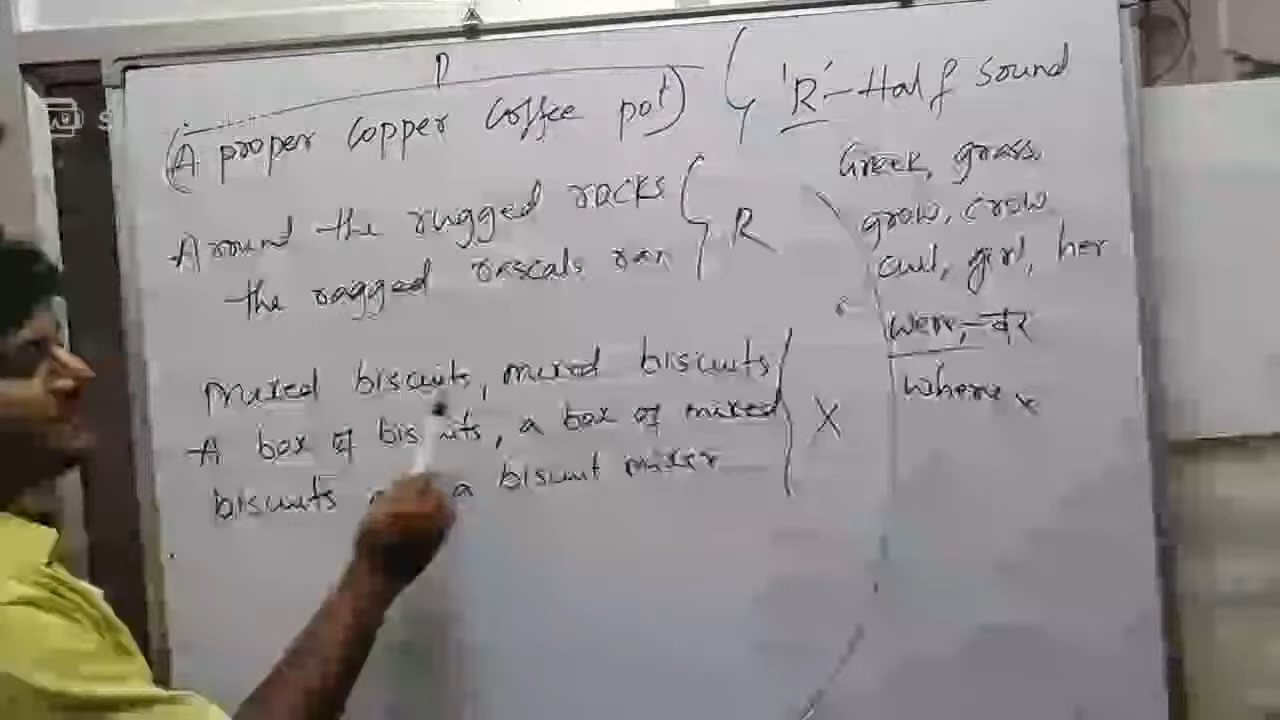 P
(A proper copper coffee pot)
Around the rugged rocks
the ragged rascals ran
R
Mixed biscuits, mixed biscuits
A box of biscuits, a box of mixed
biscuits a biscuit mixer
X
'R'- Half Sound
Greek, grass
grow, crow
curl, girl, her
were, - वर
where x